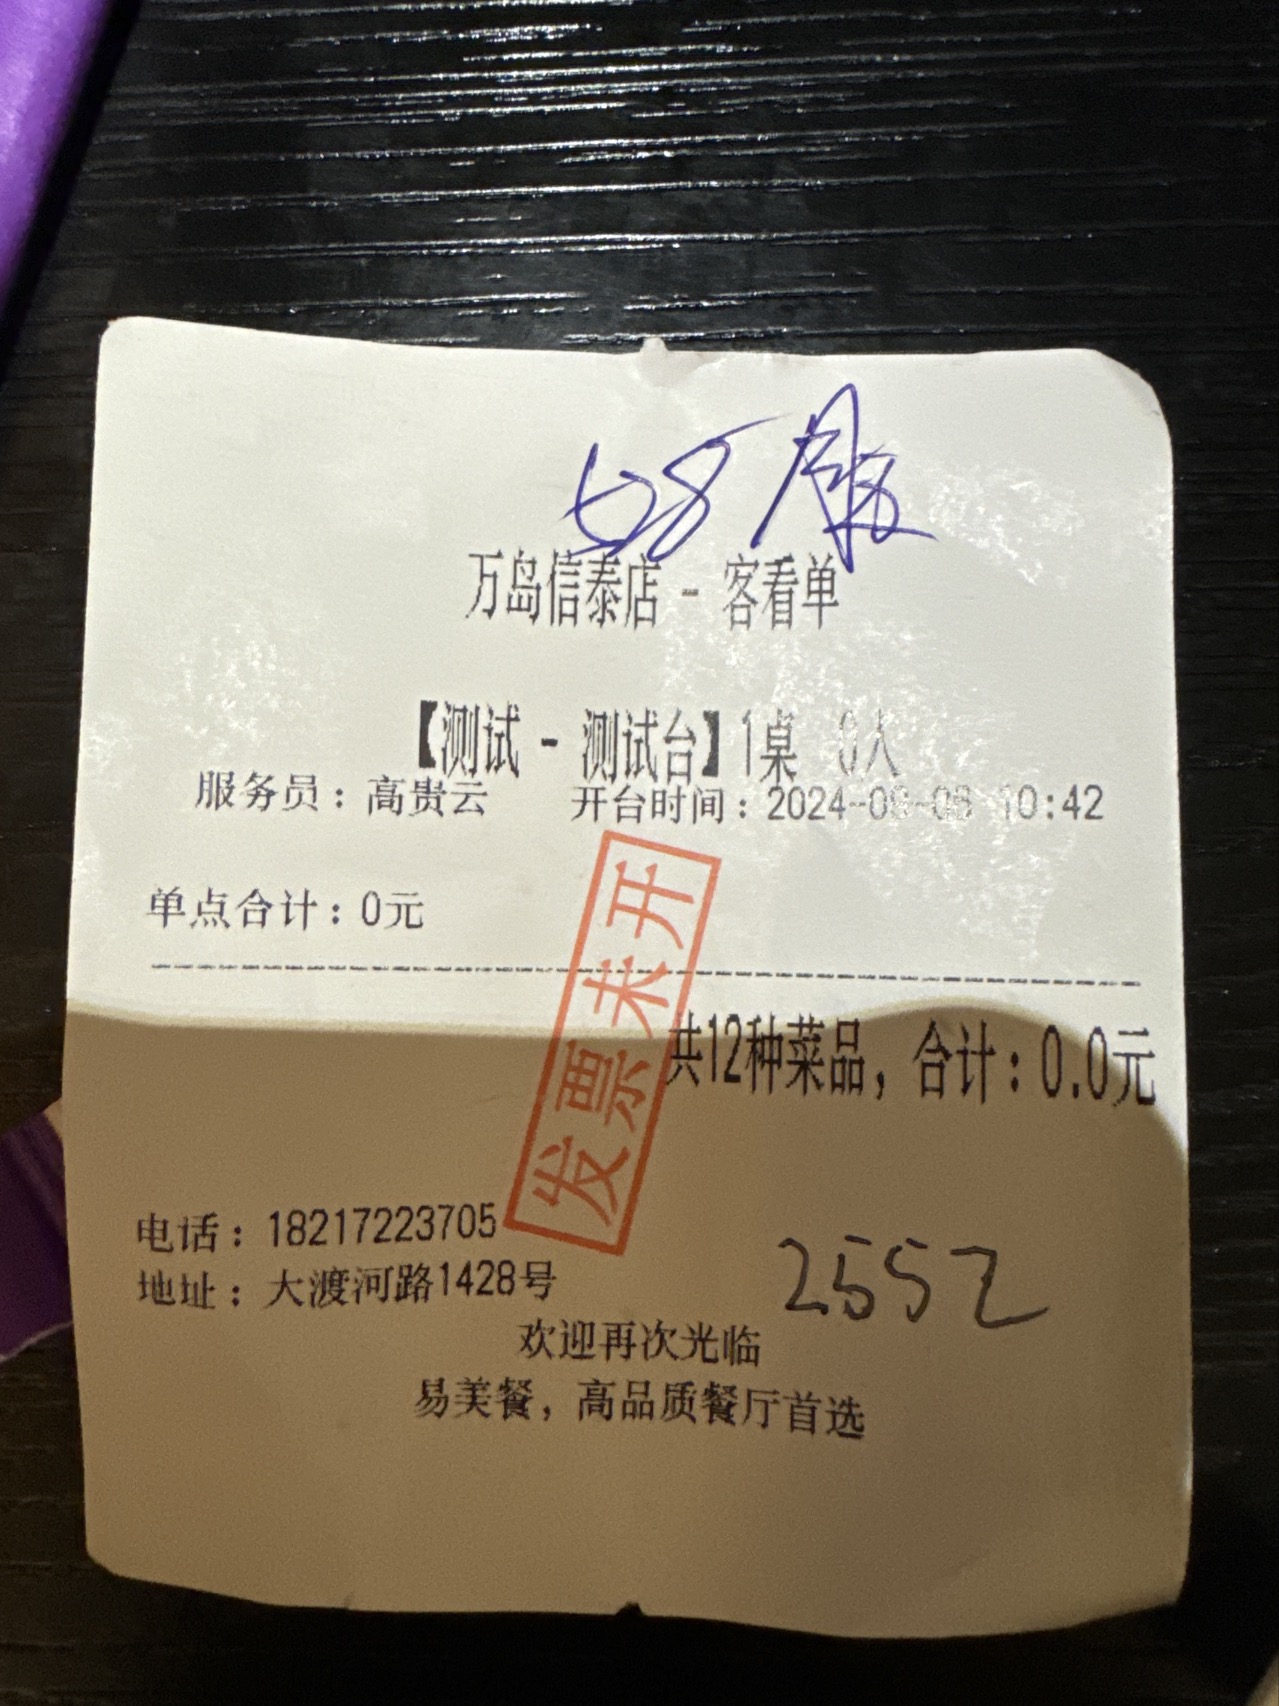 万岛信泰店 - 客看单
【测试 - 测试台】1桌 0人
服务员：高贵云 开台时间：2024-0 10:42
单点合计：0元
发票未开
共12种菜品，合计：0.0元
电话：18217223705
地址：大渡河路1428号
2552
欢迎再次光临
易美餐，高品质餐厅首选